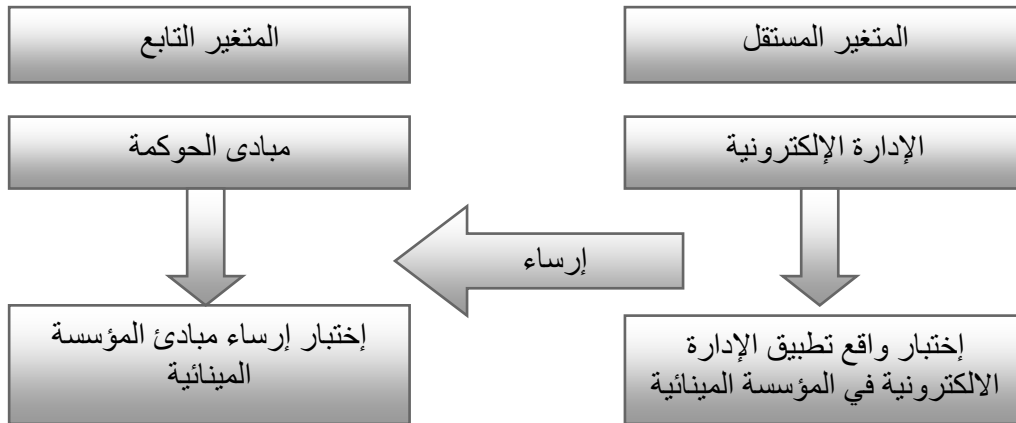 المتغير المستقل
المتغير التابع
الإدارة الإلكترونية
مبادى الحوكمة
إرساء
إختبار واقع تطبيق الإدارة
الالكترونية في المؤسسة المينائية
إختبار إرساء مبادئ المؤسسة
المينائية